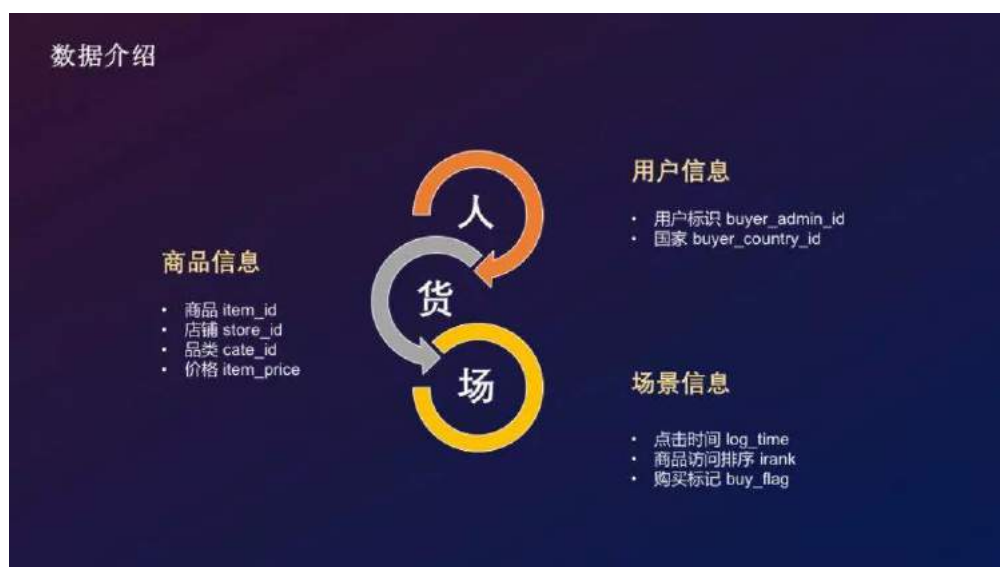 数据介绍
人
用户信息
• 用户标识 buyer_admin_id
• 国家 buyer_country_id
货
商品信息
• 商品 item_id
• 店铺 store_id
• 品类 cate_id
• 价格 item_price
场
场景信息
• 点击时间 log_time
• 商品访问排序 irank
• 购买标记 buy_flag